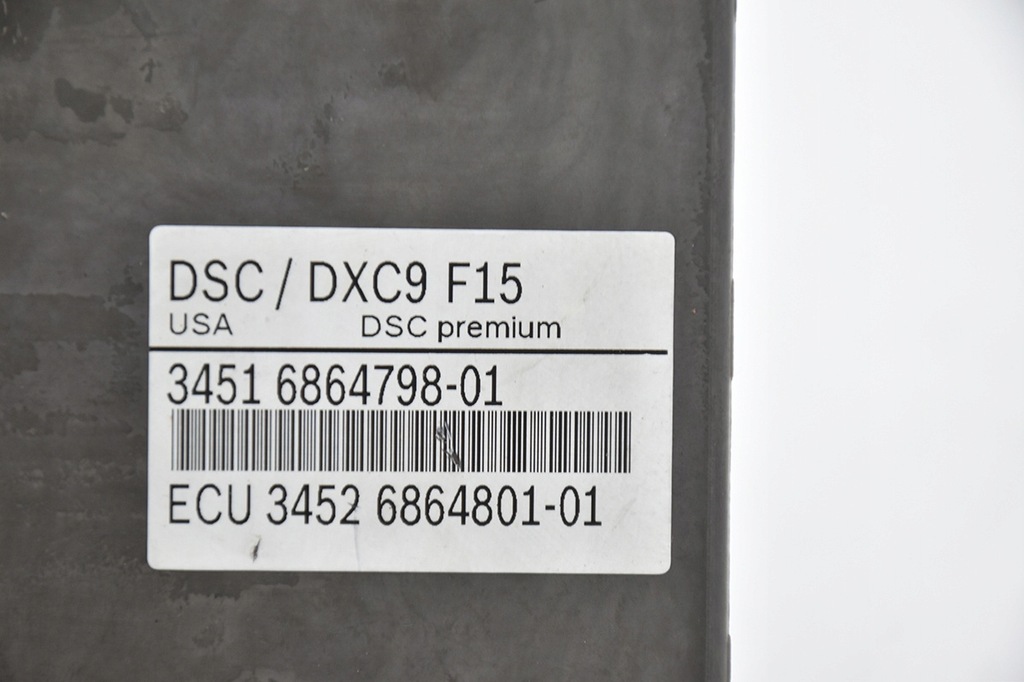 DSC / DXC9 F15
USA DSC premium
3451 6864798-01
ECU 3452 6864801-01